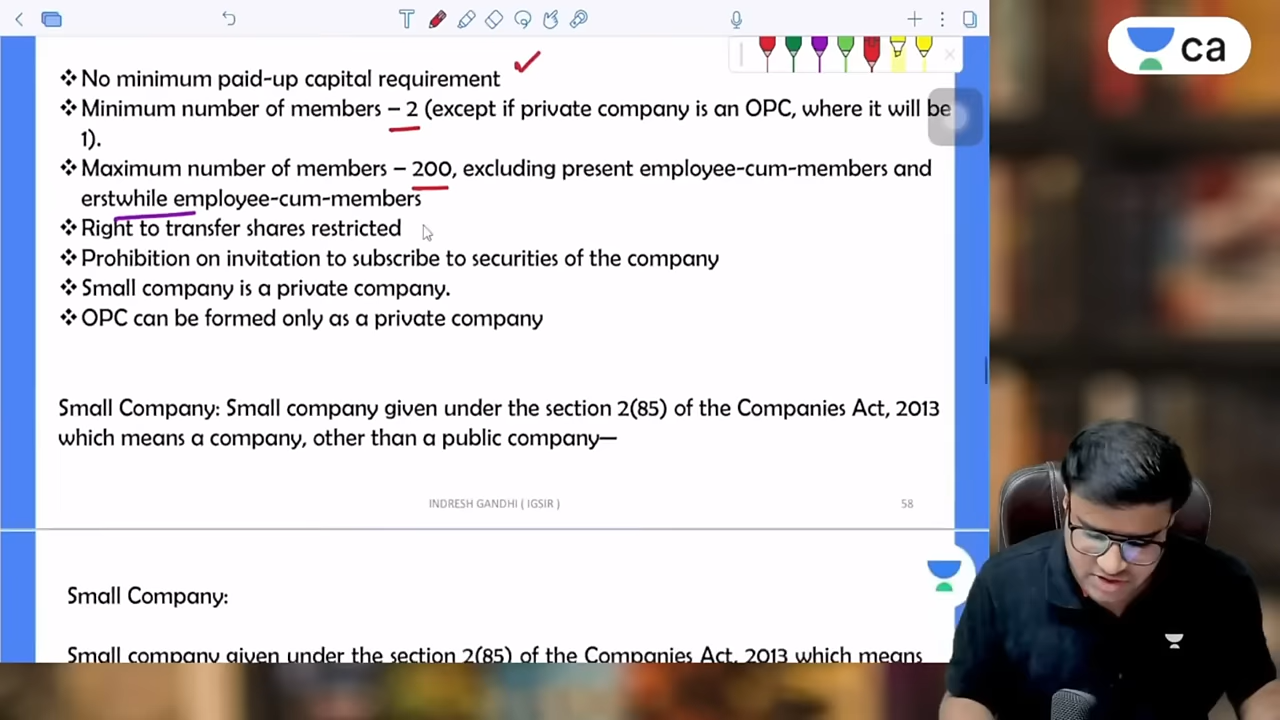 ca
❖No minimum paid-up capital requirement
❖Minimum number of members – 2 (except if private company is an OPC, where it will be
1).
❖Maximum number of members – 200, excluding present employee-cum-members and
erstwhile employee-cum-members
❖Right to transfer shares restricted
❖Prohibition on invitation to subscribe to securities of the company
❖Small company is a private company.
❖OPC can be formed only as a private company
Small Company: Small company given under the section 2(85) of the Companies Act, 2013
which means a company, other than a public company—
INDRESH GANDHI ( IGSIR ) 58
Small Company:
Small company given under the section 2(85) of the Companies Act, 2013 which means